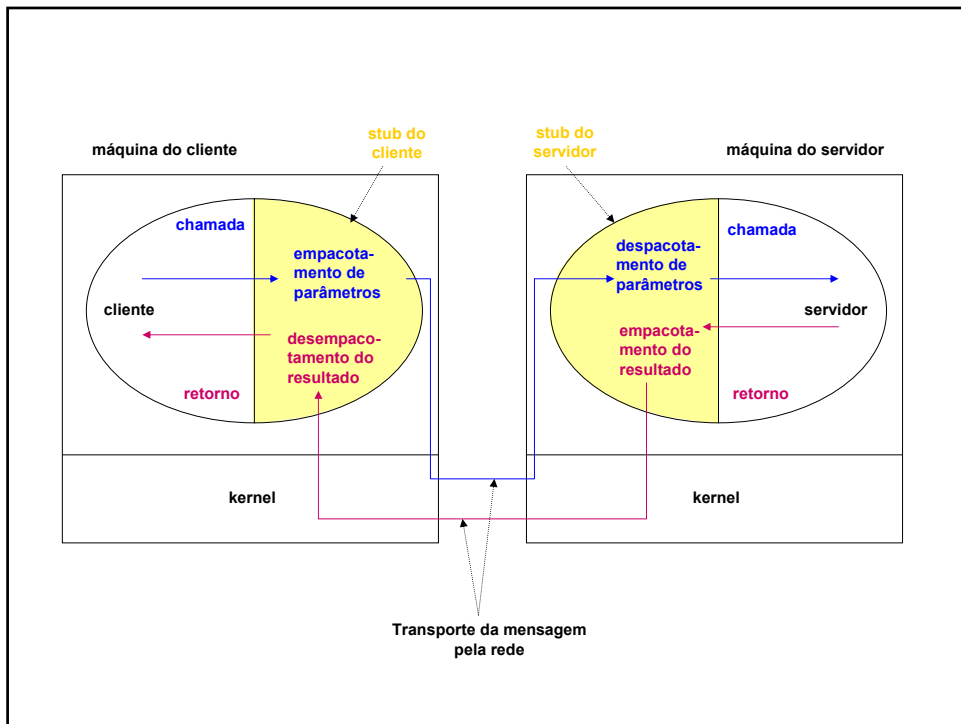 stub do
cliente
stub do
servidor
máquina do cliente
máquina do servidor
chamada
empacota-
mento de
parâmetros
cliente
desempaco-
tamento do
resultado
retorno
despacota-
mento de
parâmetros
chamada
servidor
empacota-
mento do
resultado
retorno
kernel
kernel
Transporte da mensagem
pela rede